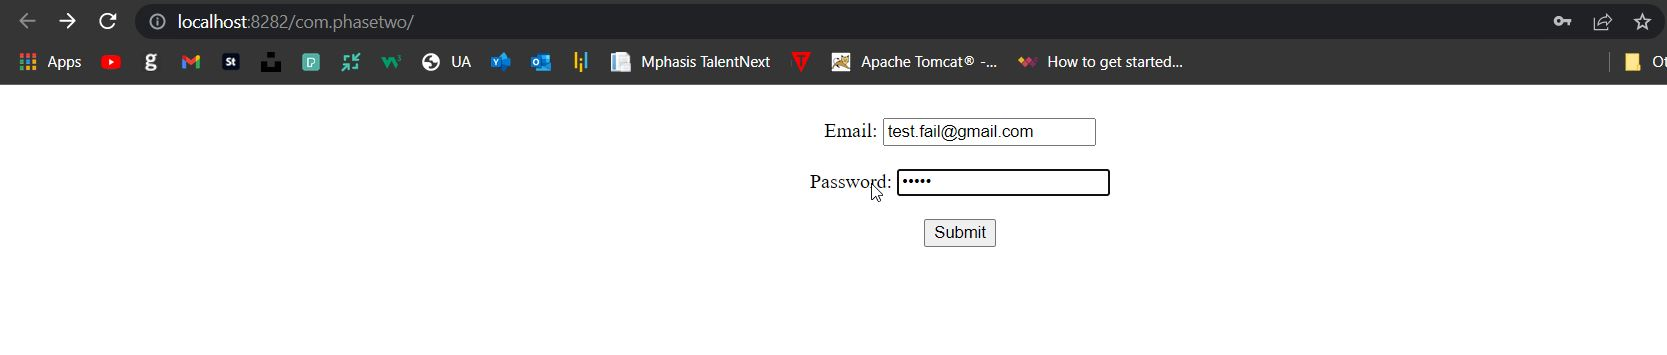 localhost:8282/com.phasetwo/
Apps g St P w3 UA Y Mphasis TalentNext T Apache Tomcat® -... How to get started... Ot
Email: test.fail@gmail.com
Password: •••••
Submit